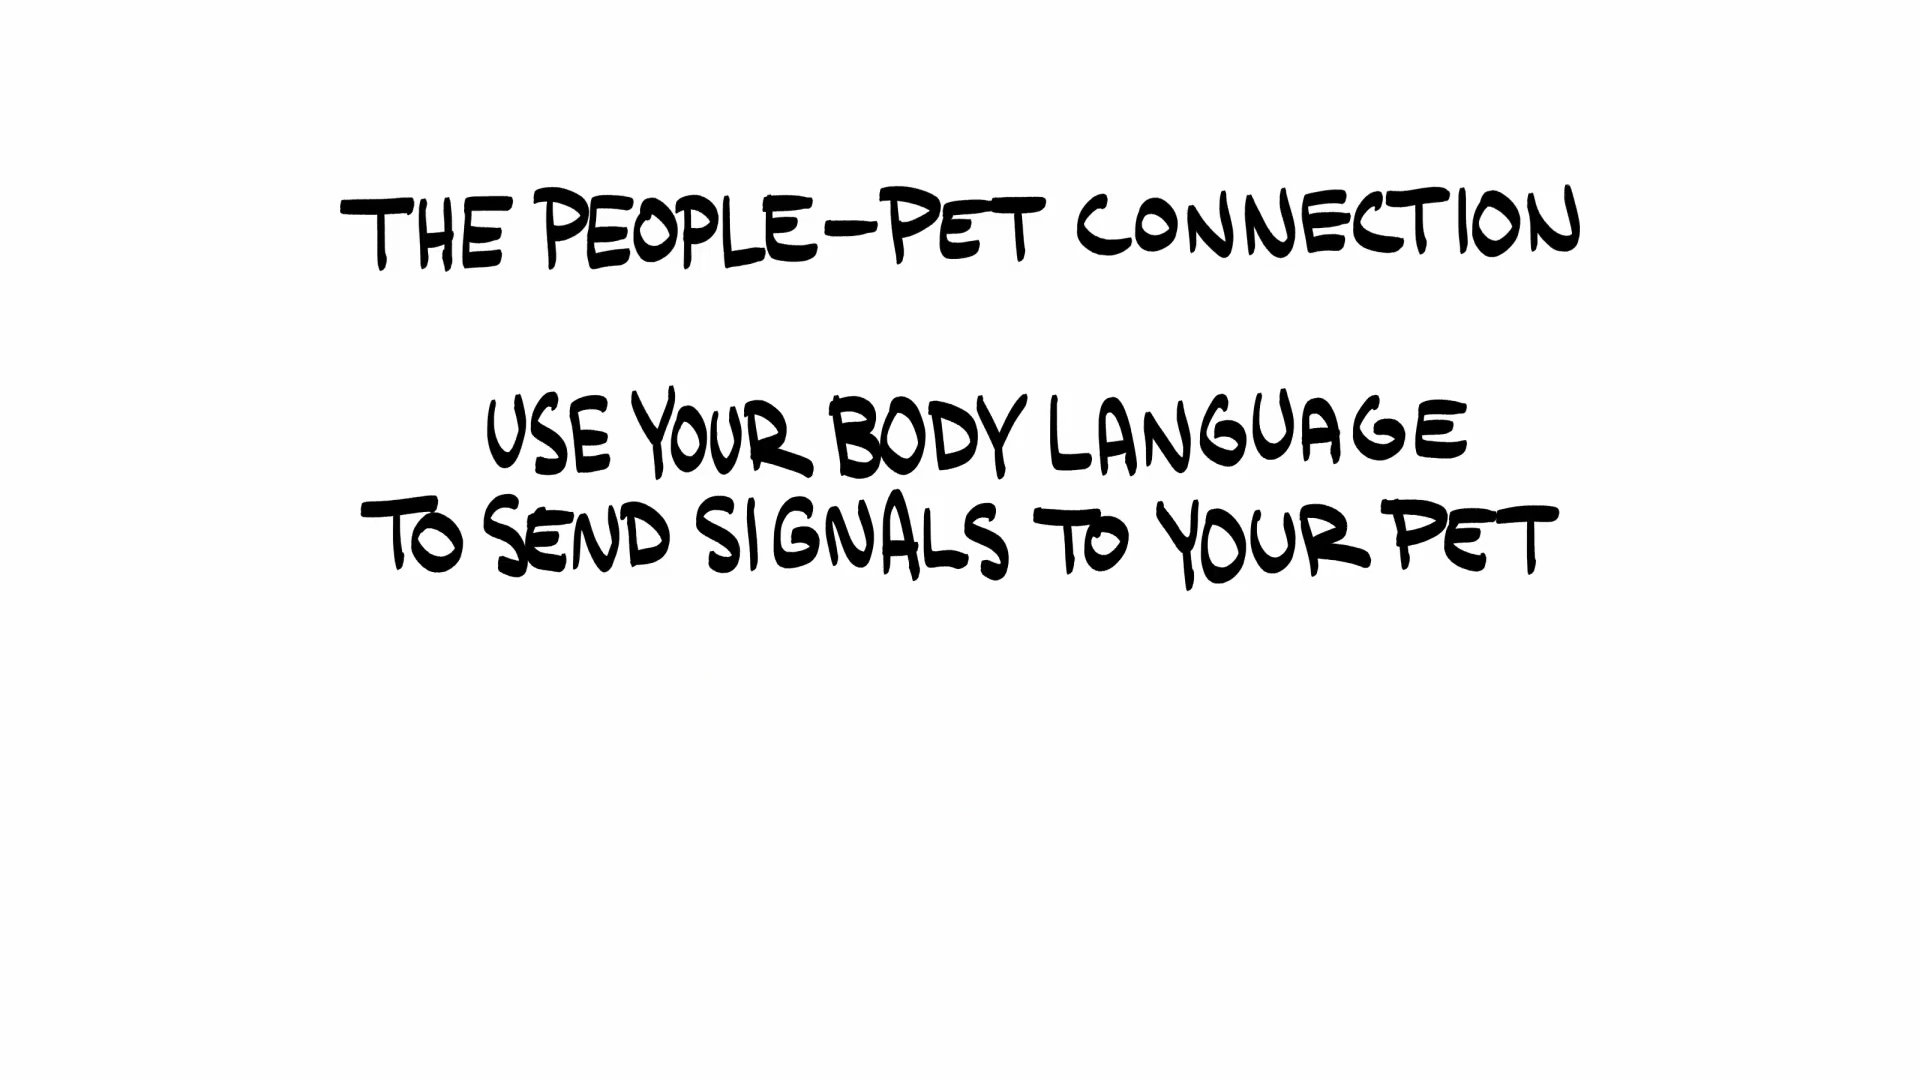 THE PEOPLE-PET CONNECTION
USE YOUR BODY LANGUAGE
TO SEND SIGNALS TO YOUR PET